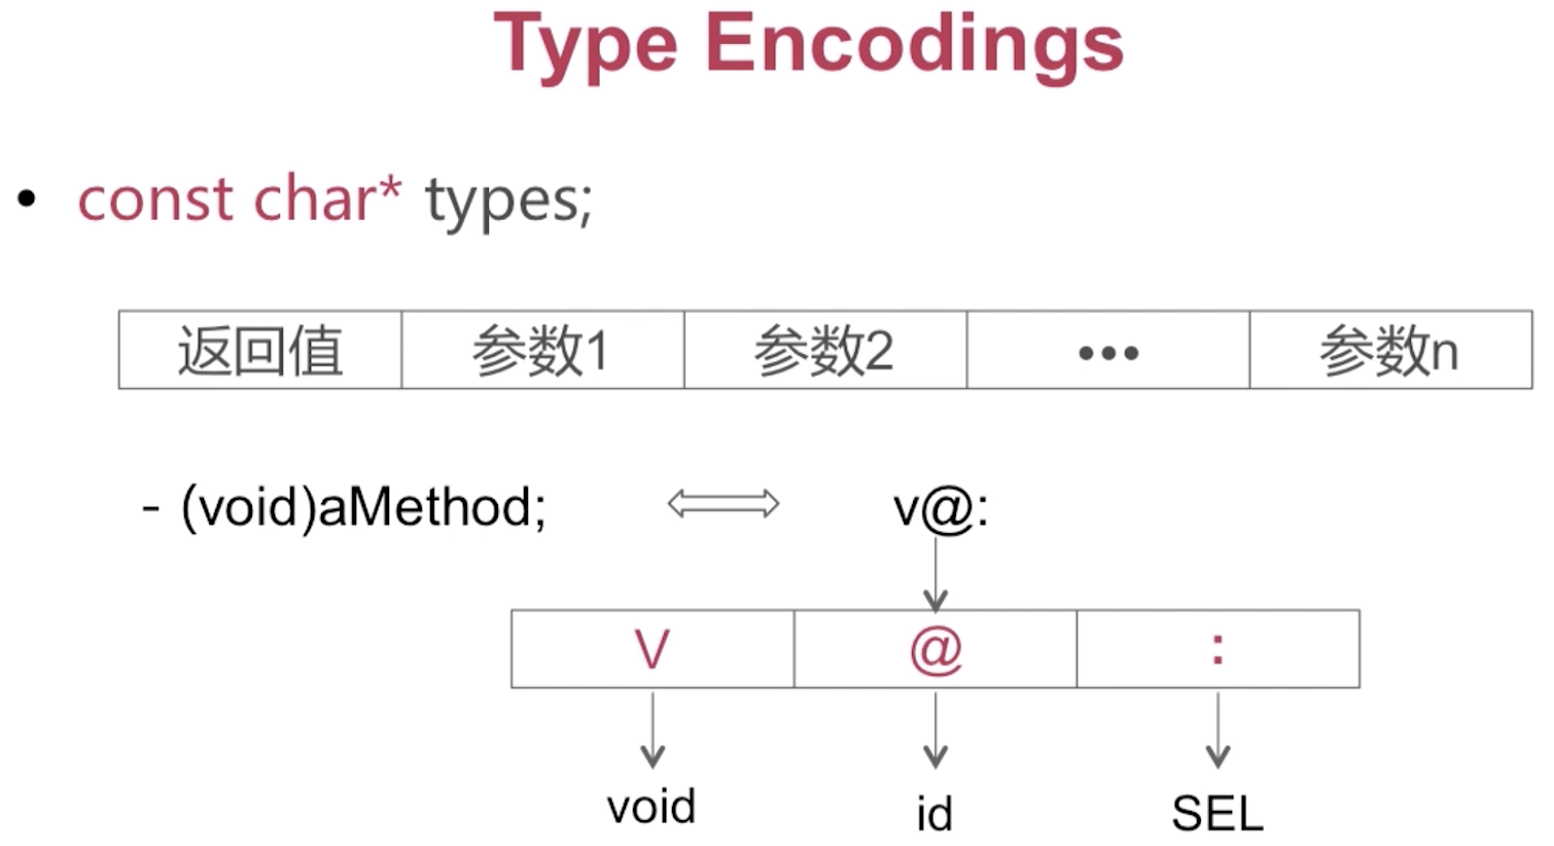 Type Encodings
• const char* types;
返回值 参数1 参数2 ••• 参数n
- (void)aMethod; v@:
v @ :
void id SEL